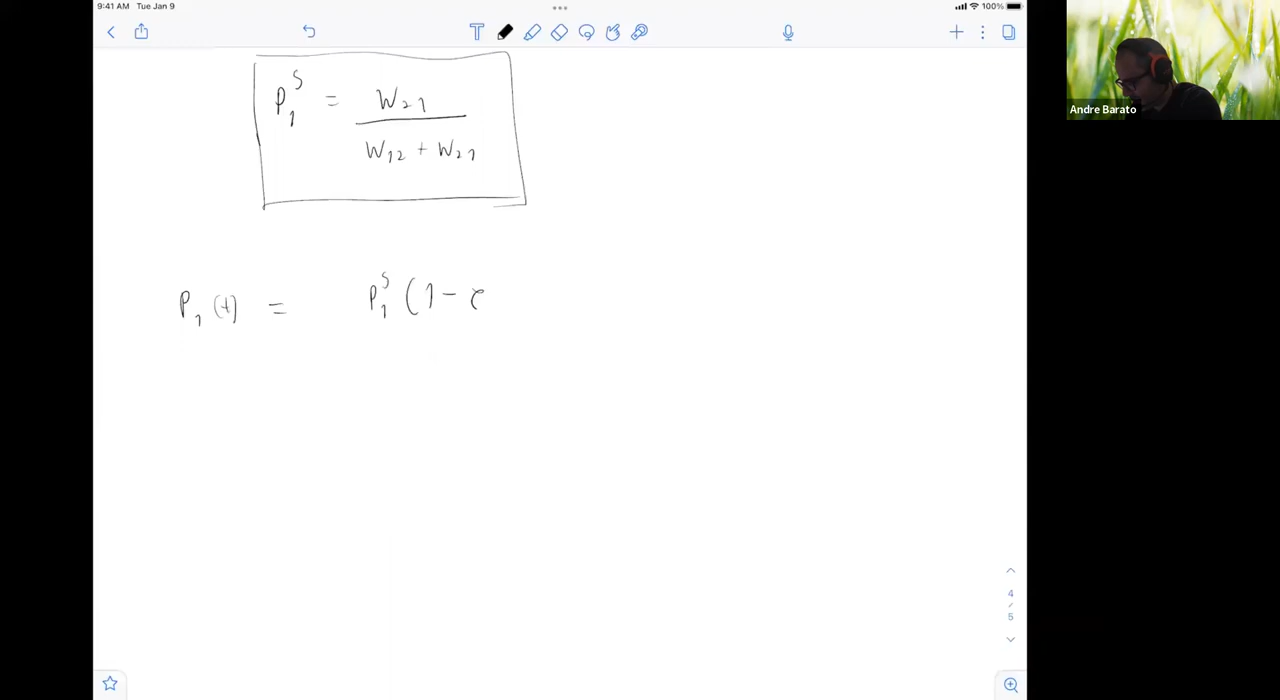 9:41 AM Tue Jan 9
100%
T
P₁ˢ = W₂₁ / (W₁₂ + W₂₁)
P₁(t) = P₁ˢ (1 - e
Andre Barato
4
/
5